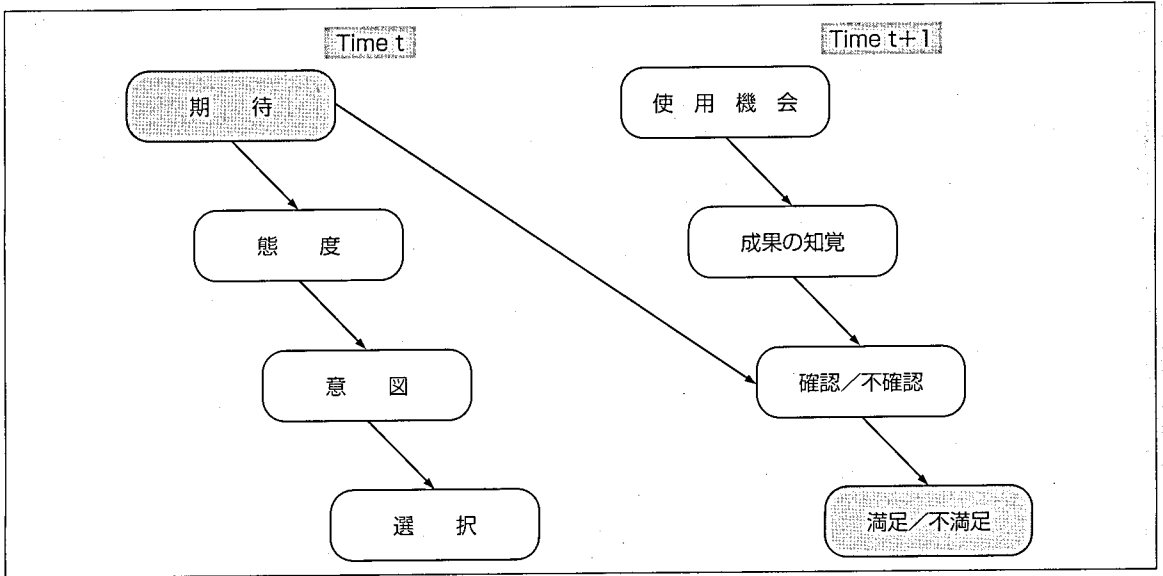 Time t
Time t+1
期 待
使 用 機 会
態 度
成果の知覚
意 図
確認/不確認
選 択
満足/不満足